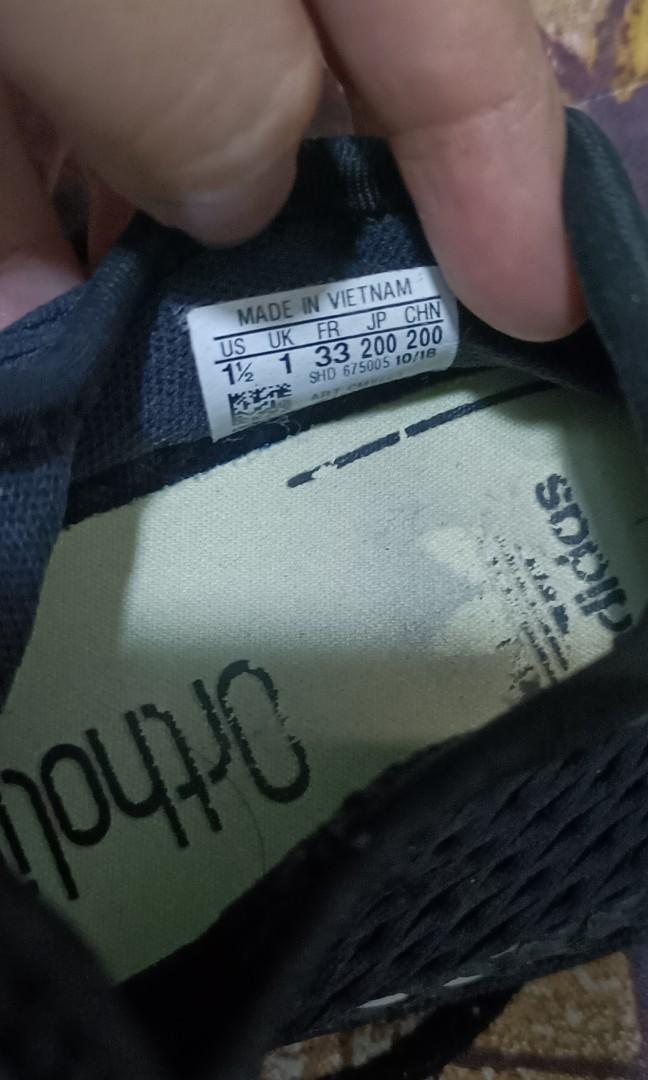 MADE IN VIETNAM
US UK FR JP CHN
1½ 1 33 200 200
SHD 675005 10/18
adidas
Ortho